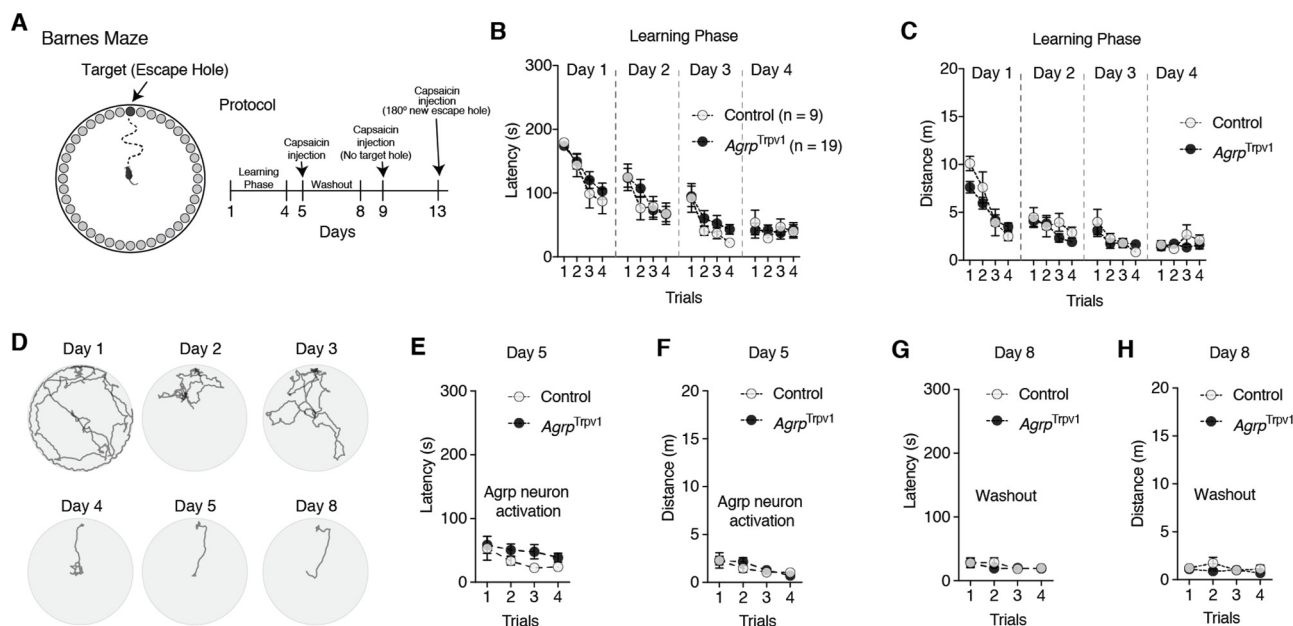 A
Barnes Maze
Target (Escape Hole)
Protocol
Capsaicin
injection
(180º new escape hole)
Capsaicin
injection
Capsaicin
injection
(No target hole)
Learning
Phase
Washout
1 4 5 8 9 13
Days
B
Learning Phase
Day 1 Day 2 Day 3 Day 4
Control (n = 9)
AgrpTrpv1 (n = 19)
Latency (s)
300
200
100
0
1 2 3 4 1 2 3 4 1 2 3 4 1 2 3 4
Trials
C
Learning Phase
Day 1 Day 2 Day 3 Day 4
Control
AgrpTrpv1
Distance (m)
20
15
10
5
0
1 2 3 4 1 2 3 4 1 2 3 4 1 2 3 4
Trials
D
Day 1 Day 2 Day 3
Day 4 Day 5 Day 8
E
Day 5
Control
AgrpTrpv1
Agrp neuron
activation
Latency (s)
300
200
100
0
1 2 3 4
Trials
F
Day 5
Control
AgrpTrpv1
Agrp neuron
activation
Distance (m)
20
15
10
5
0
1 2 3 4
Trials
G
Day 8
Control
AgrpTrpv1
Washout
Latency (s)
300
200
100
0
1 2 3 4
Trials
H
Day 8
Control
AgrpTrpv1
Washout
Distance (m)
20
15
10
5
0
1 2 3 4
Trials